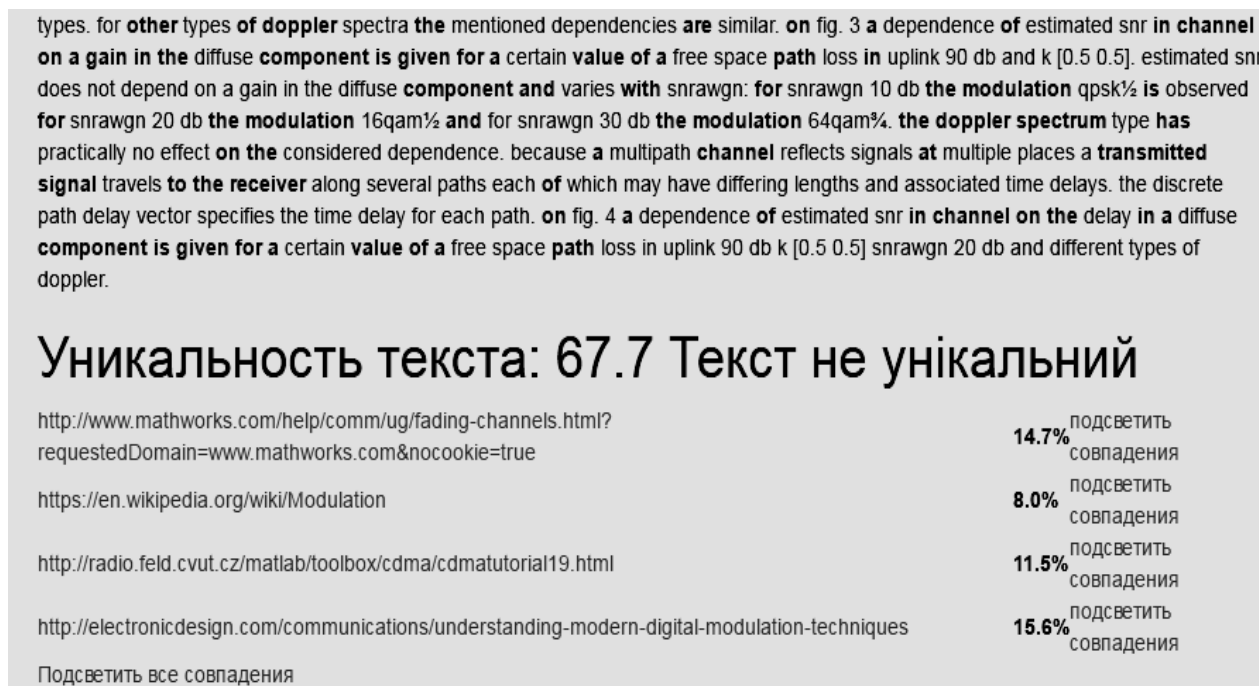 types. for other types of doppler spectra the mentioned dependencies are similar. on fig. 3 a dependence of estimated snr in channel
on a gain in the diffuse component is given for a certain value of a free space path loss in uplink 90 db and k [0.5 0.5]. estimated snr
does not depend on a gain in the diffuse component and varies with snrawgn: for snrawgn 10 db the modulation qpsk½ is observed
for snrawgn 20 db the modulation 16qam½ and for snrawgn 30 db the modulation 64qam¾. the doppler spectrum type has
practically no effect on the considered dependence. because a multipath channel reflects signals at multiple places a transmitted
signal travels to the receiver along several paths each of which may have differing lengths and associated time delays. the discrete
path delay vector specifies the time delay for each path. on fig. 4 a dependence of estimated snr in channel on the delay in a diffuse
component is given for a certain value of a free space path loss in uplink 90 db k [0.5 0.5] snrawgn 20 db and different types of
doppler.
Уникальность текста: 67.7 Текст не унікальний
http://www.mathworks.com/help/comm/ug/fading-channels.html?
requestedDomain=www.mathworks.com&nocookie=true
14.7% подсветить
совпадения
https://en.wikipedia.org/wiki/Modulation
8.0% подсветить
совпадения
http://radio.feld.cvut.cz/matlab/toolbox/cdma/cdmatutorial19.html
11.5% подсветить
совпадения
http://electronicdesign.com/communications/understanding-modern-digital-modulation-techniques
15.6% подсветить
совпадения
Подсветить все совпадения